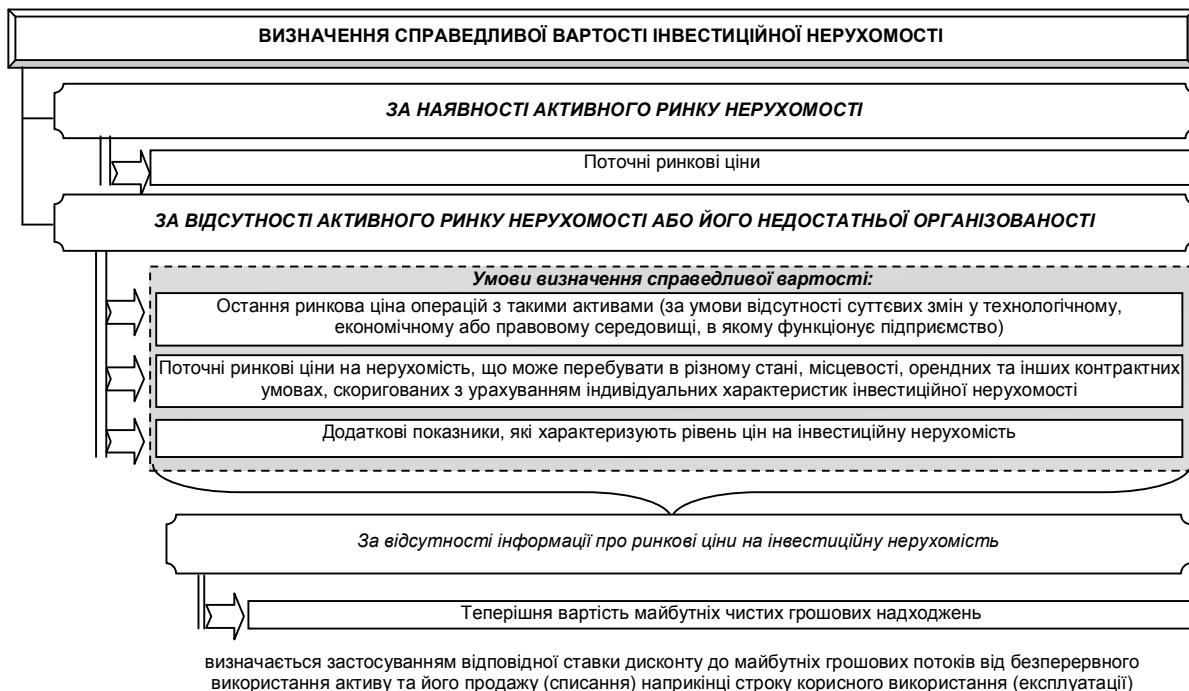 ВИЗНАЧЕННЯ СПРАВЕДЛИВОЇ ВАРТОСТІ ІНВЕСТИЦІЙНОЇ НЕРУХОМОСТІ
ЗА НАЯВНОСТІ АКТИВНОГО РИНКУ НЕРУХОМОСТІ
Поточні ринкові ціни
ЗА ВІДСУТНОСТІ АКТИВНОГО РИНКУ НЕРУХОМОСТІ АБО ЙОГО НЕДОСТАТНЬОЇ ОРГАНІЗОВАНОСТІ
Умови визначення справедливої вартості:
Остання ринкова ціна операцій з такими активами (за умови відсутності суттєвих змін у технологічному,
економічному або правовому середовищі, в якому функціонує підприємство)
Поточні ринкові ціни на нерухомість, що може перебувати в різному стані, місцевості, орендних та інших контрактних
умовах, скоригованих з урахуванням індивідуальних характеристик інвестиційної нерухомості
Додаткові показники, які характеризують рівень цін на інвестиційну нерухомість
За відсутності інформації про ринкові ціни на інвестиційну нерухомість
Теперішня вартість майбутніх чистих грошових надходжень
визначається застосуванням відповідної ставки дисконту до майбутніх грошових потоків від безперервного
використання активу та його продажу (списання) наприкінці строку корисного використання (експлуатації)